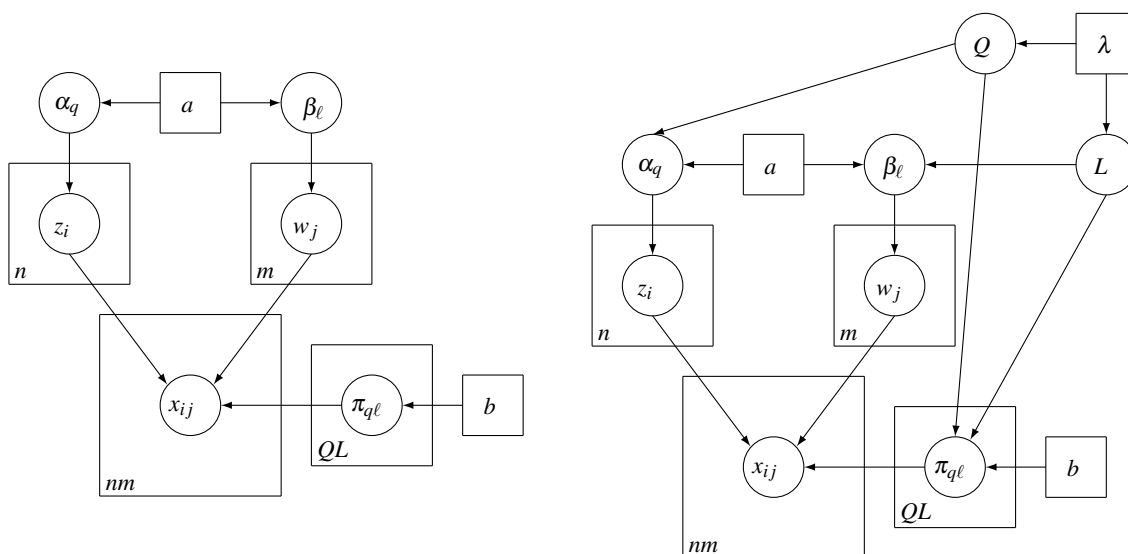 α_q a β_ℓ
z_i w_j
n m
x_ij π_qℓ b
QL
nm
Q λ
α_q a β_ℓ L
z_i w_j
n m
x_ij π_qℓ b
QL
nm